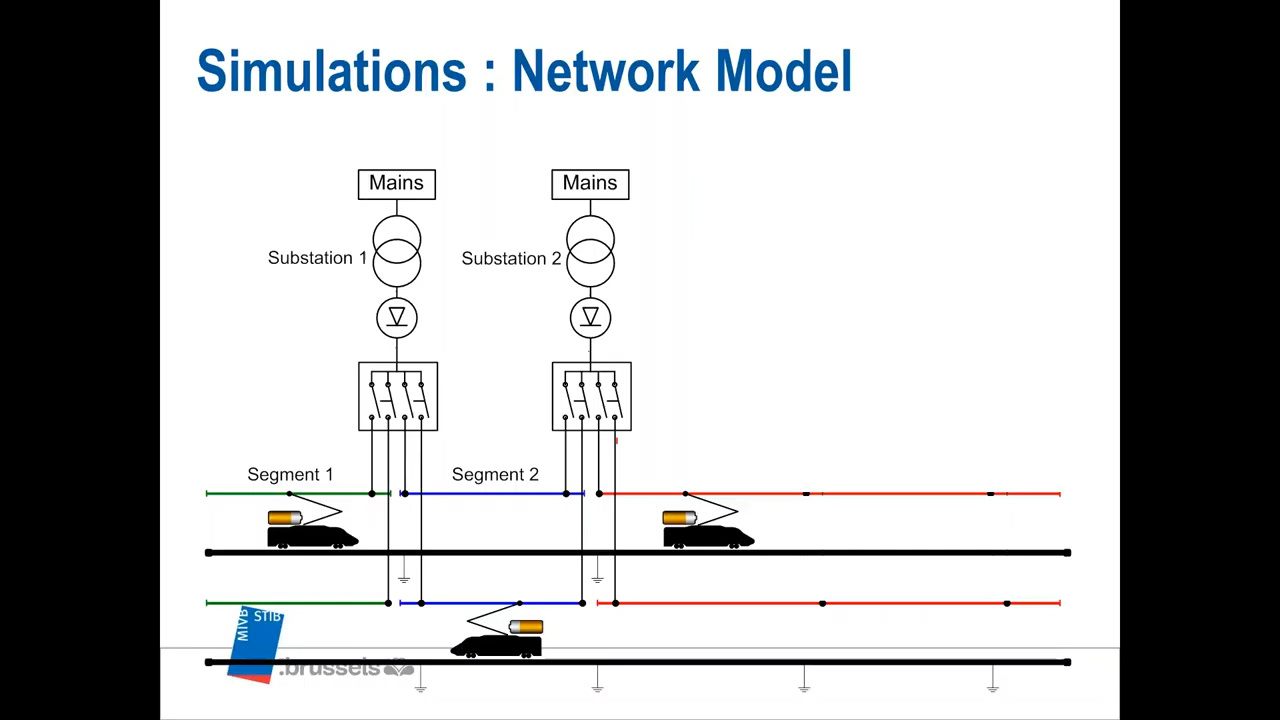 Simulations : Network Model
Mains
Mains
Substation 1
Substation 2
Segment 1
Segment 2
MIVB
STIB
.brussels